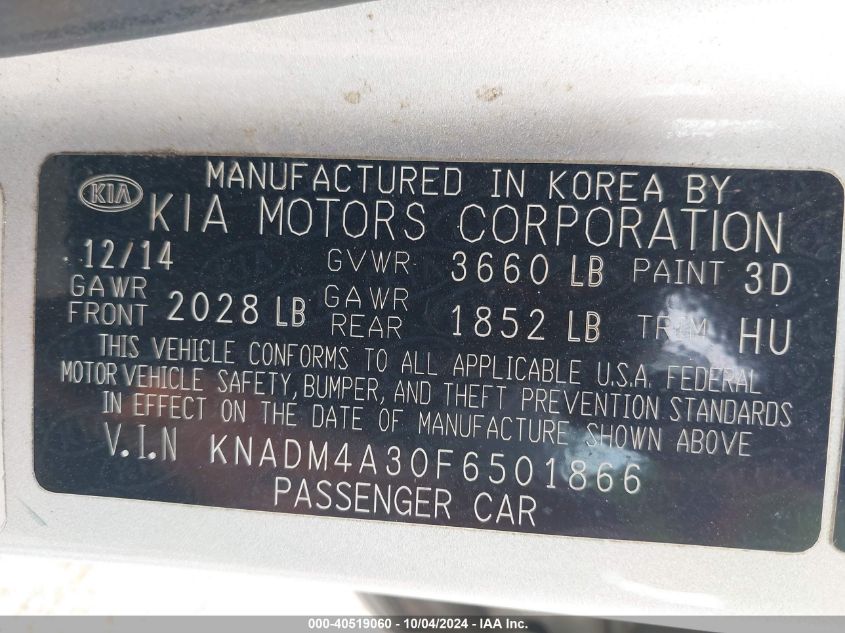 KIA
MANUFACTURED IN KOREA BY
KIA MOTORS CORPORATION
12/14 GVWR 3660 LB PAINT 3D
GAWR FRONT 2028 LB GAWR REAR 1852 LB TRIM HU
THIS VEHICLE CONFORMS TO ALL APPLICABLE U.S.A. FEDERAL
MOTOR VEHICLE SAFETY, BUMPER, AND THEFT PREVENTION STANDARDS
IN EFFECT ON THE DATE OF MANUFACTURE SHOWN ABOVE
V.I.N KNADM4A30F6501866
PASSENGER CAR
000-40519060 - 10/04/2024 - IAA Inc.